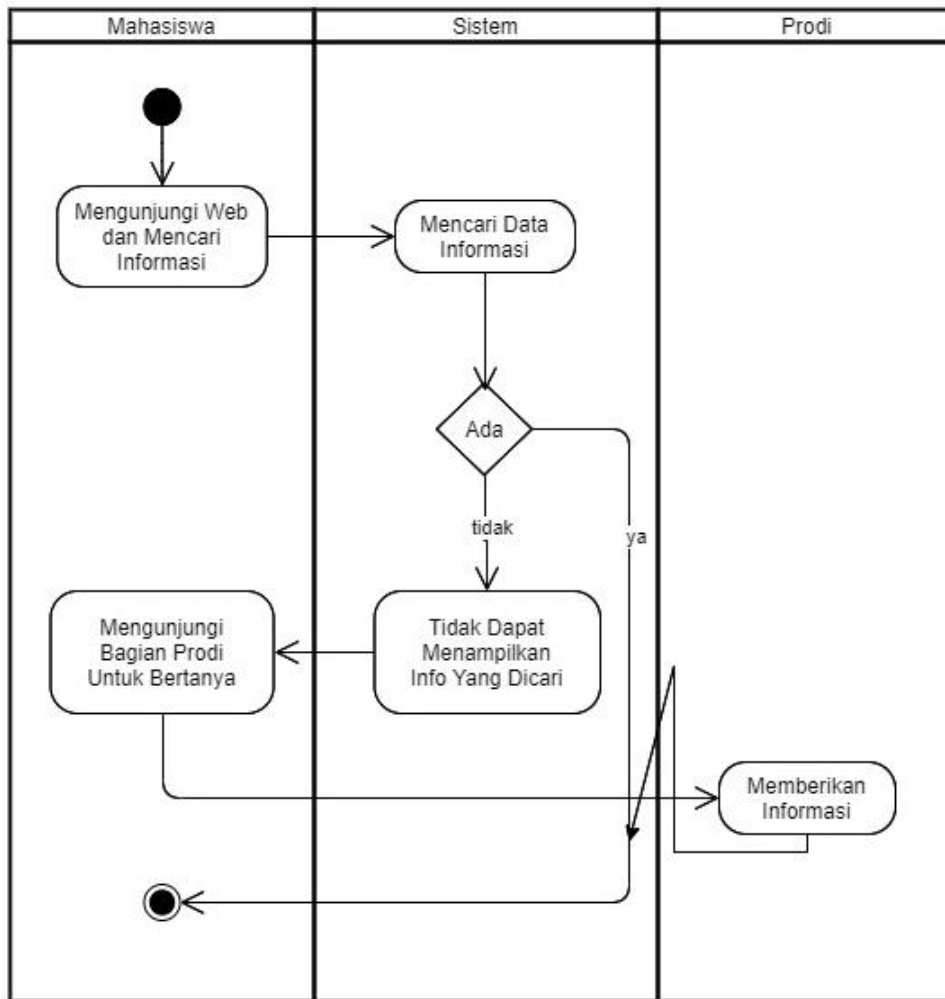 Mahasiswa
Sistem
Prodi
Mengunjungi Web
dan Mencari
Informasi
Mencari Data
Informasi
Ada
tidak
ya
Mengunjungi
Bagian Prodi
Untuk Bertanya
Tidak Dapat
Menampilkan
Info Yang Dicari
Memberikan
Informasi